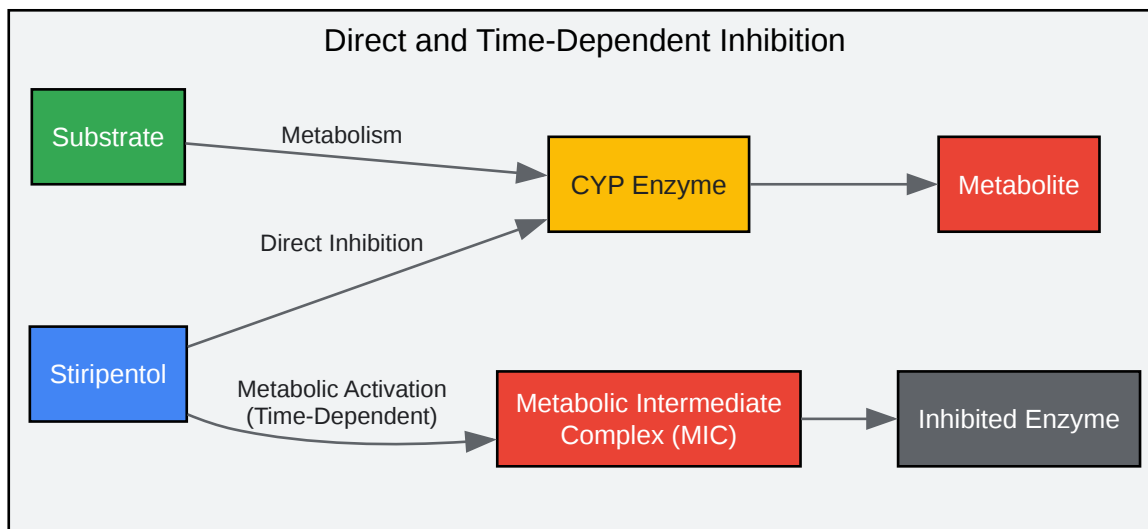 Direct and Time-Dependent Inhibition
Substrate
Metabolism
CYP Enzyme
Metabolite
Direct Inhibition
Stiripentol
Metabolic Activation
(Time-Dependent)
Metabolic Intermediate
Complex (MIC)
Inhibited Enzyme